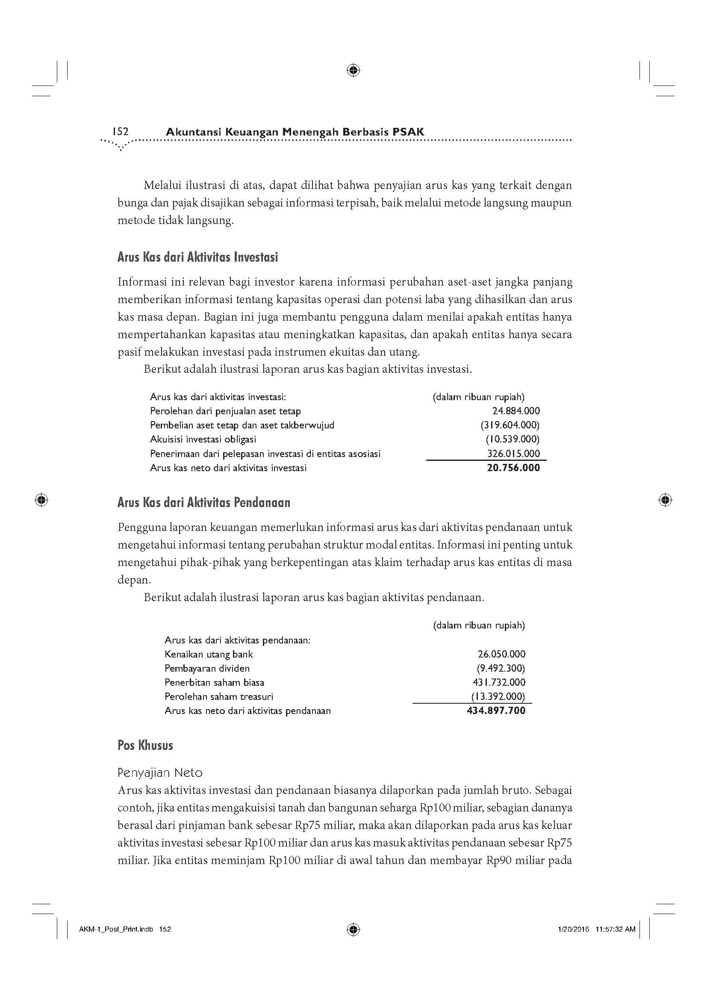 152 Akuntansi Keuangan Menengah Berbasis PSAK
Melalui ilustrasi di atas, dapat dilihat bahwa penyajian arus kas yang terkait dengan
bunga dan pajak disajikan sebagai informasi terpisah, baik melalui metode langsung maupun
metode tidak langsung.
Arus Kas dari Aktivitas Investasi
Informasi ini relevan bagi investor karena informasi perubahan aset-aset jangka panjang
memberikan informasi tentang kapasitas operasi dan potensi laba yang dihasilkan dan arus
kas masa depan. Bagian ini juga membantu pengguna dalam menilai apakah entitas hanya
mempertahankan kapasitas atau meningkatkan kapasitas, dan apakah entitas hanya secara
pasif melakukan investasi pada instrumen ekuitas dan utang.
Berikut adalah ilustrasi laporan arus kas bagian aktivitas investasi.
Arus kas dari aktivitas investasi: (dalam ribuan rupiah)
Perolehan dari penjualan aset tetap 24.884.000
Pembelian aset tetap dan aset takberwujud (319.604.000)
Akuisisi investasi obligasi (10.539.000)
Penerimaan dari pelepasan investasi di entitas asosiasi 326.015.000
Arus kas neto dari aktivitas investasi 20.756.000
Arus Kas dari Aktivitas Pendanaan
Pengguna laporan keuangan memerlukan informasi arus kas dari aktivitas pendanaan untuk
mengetahui informasi tentang perubahan struktur modal entitas. Informasi ini penting untuk
mengetahui pihak-pihak yang berkepentingan atas klaim terhadap arus kas entitas di masa
depan.
Berikut adalah ilustrasi laporan arus kas bagian aktivitas pendanaan.
(dalam ribuan rupiah)
Arus kas dari aktivitas pendanaan:
Kenaikan utang bank 26.050.000
Pembayaran dividen (9.492.300)
Penerbitan saham biasa 431.732.000
Perolehan saham treasuri (13.392.000)
Arus kas neto dari aktivitas pendanaan 434.897.700
Pos Khusus
Penyajian Neto
Arus kas aktivitas investasi dan pendanaan biasanya dilaporkan pada jumlah bruto. Sebagai
contoh, jika entitas mengakuisisi tanah dan bangunan seharga Rp100 miliar, sebagian dananya
berasal dari pinjaman bank sebesar Rp75 miliar, maka akan dilaporkan pada arus kas keluar
aktivitas investasi sebesar Rp100 miliar dan arus kas masuk aktivitas pendanaan sebesar Rp75
miliar. Jika entitas meminjam Rp100 miliar di awal tahun dan membayar Rp90 miliar pada
AKM-1_Post_Print.indb 152 1/20/2016 11:57:32 AM